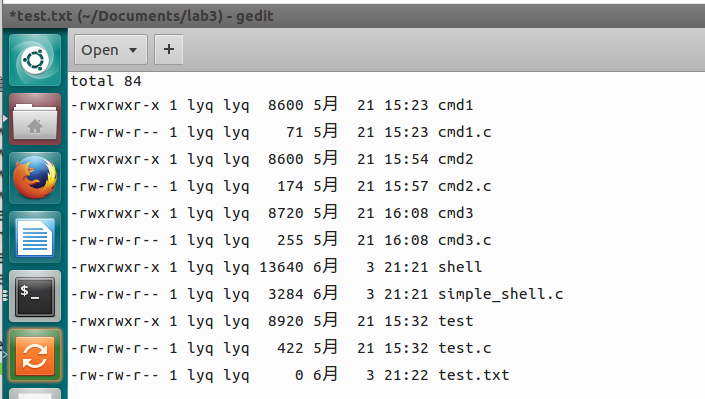 *test.txt (~/Documents/lab3) - gedit
Open
total 84
-rwxrwxr-x 1 lyq lyq  8600 5月  21 15:23 cmd1
-rw-rw-r-- 1 lyq lyq    71 5月  21 15:23 cmd1.c
-rwxrwxr-x 1 lyq lyq  8600 5月  21 15:54 cmd2
-rw-rw-r-- 1 lyq lyq   174 5月  21 15:57 cmd2.c
-rwxrwxr-x 1 lyq lyq  8720 5月  21 16:08 cmd3
-rw-rw-r-- 1 lyq lyq   255 5月  21 16:08 cmd3.c
-rwxrwxr-x 1 lyq lyq 13640 6月   3 21:21 shell
-rw-rw-r-- 1 lyq lyq  3284 6月   3 21:21 simple_shell.c
-rwxrwxr-x 1 lyq lyq  8920 5月  21 15:32 test
-rw-rw-r-- 1 lyq lyq   422 5月  21 15:32 test.c
-rw-rw-r-- 1 lyq lyq     0 6月   3 21:22 test.txt